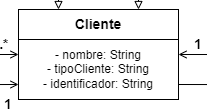 Cliente
.*
- nombre: String
1
- tipoCliente: String
- identificador: String
1